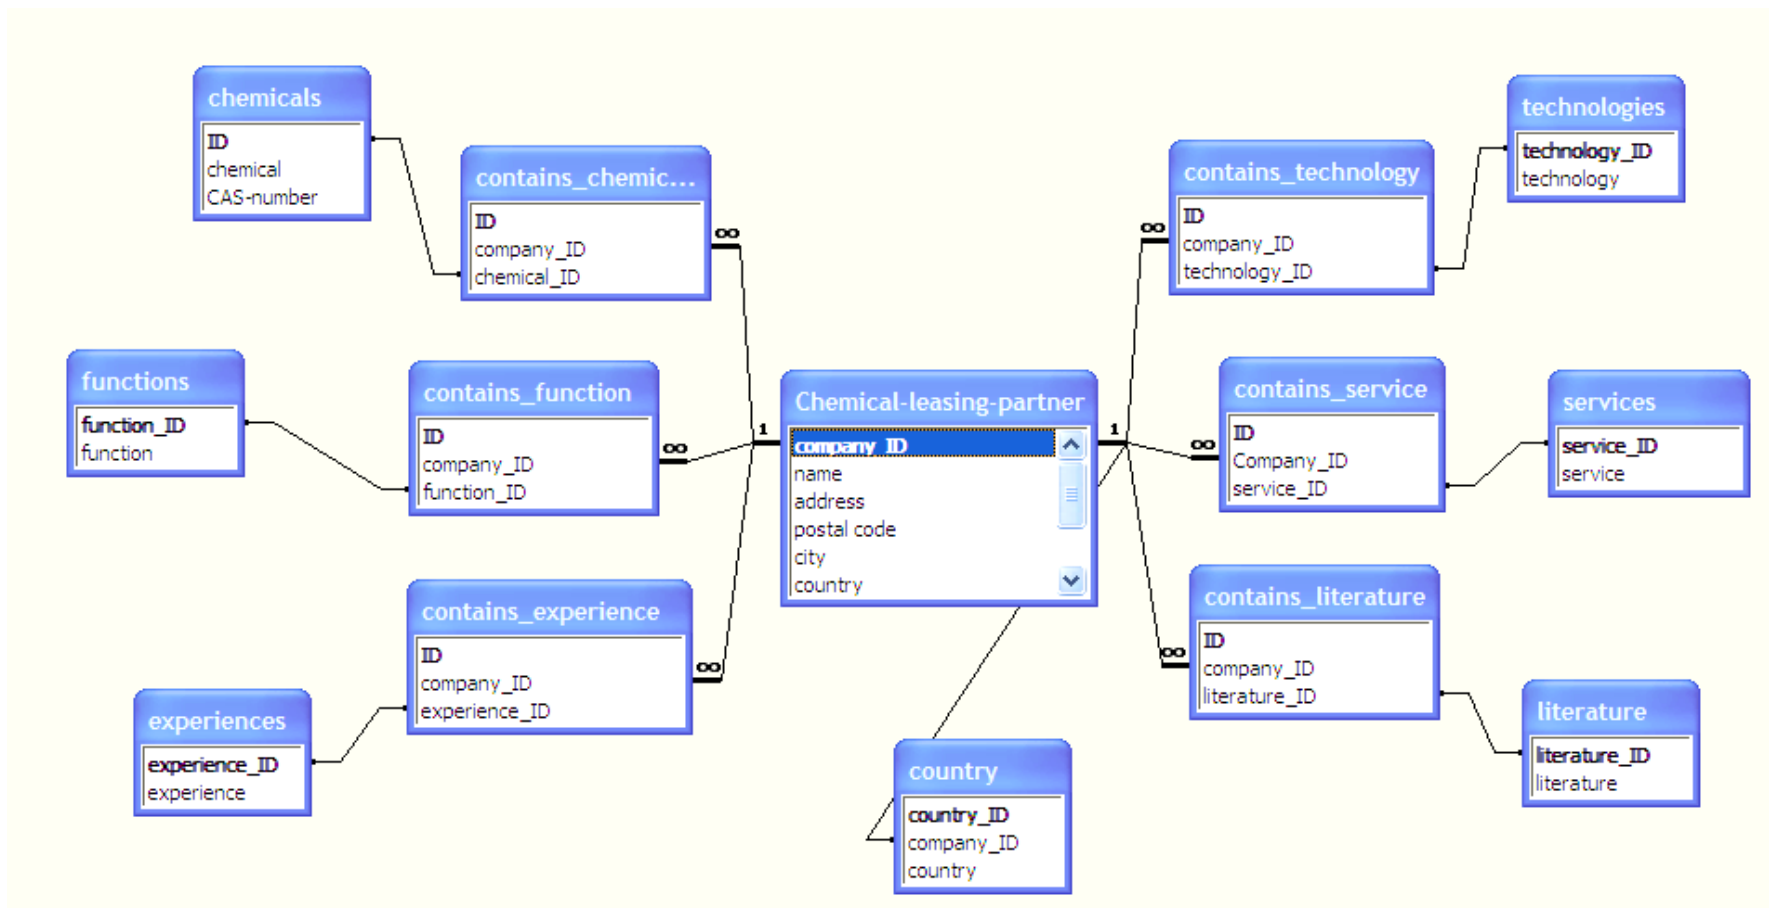 chemicals
ID
chemical
CAS-number
contains_chemic...
ID
company_ID
chemical_ID
∞
functions
function_ID
function
contains_function
ID
company_ID
function_ID
∞
experiences
experience_ID
experience
contains_experience
ID
company_ID
experience_ID
∞
1
Chemical-leasing-partner
company_ID
name
address
postal code
city
country
1
country
country_ID
company_ID
country
∞
contains_technology
ID
company_ID
technology_ID
technologies
technology_ID
technology
∞
contains_service
ID
Company_ID
service_ID
services
service_ID
service
∞
contains_literature
ID
company_ID
literature_ID
literature
literature_ID
literature